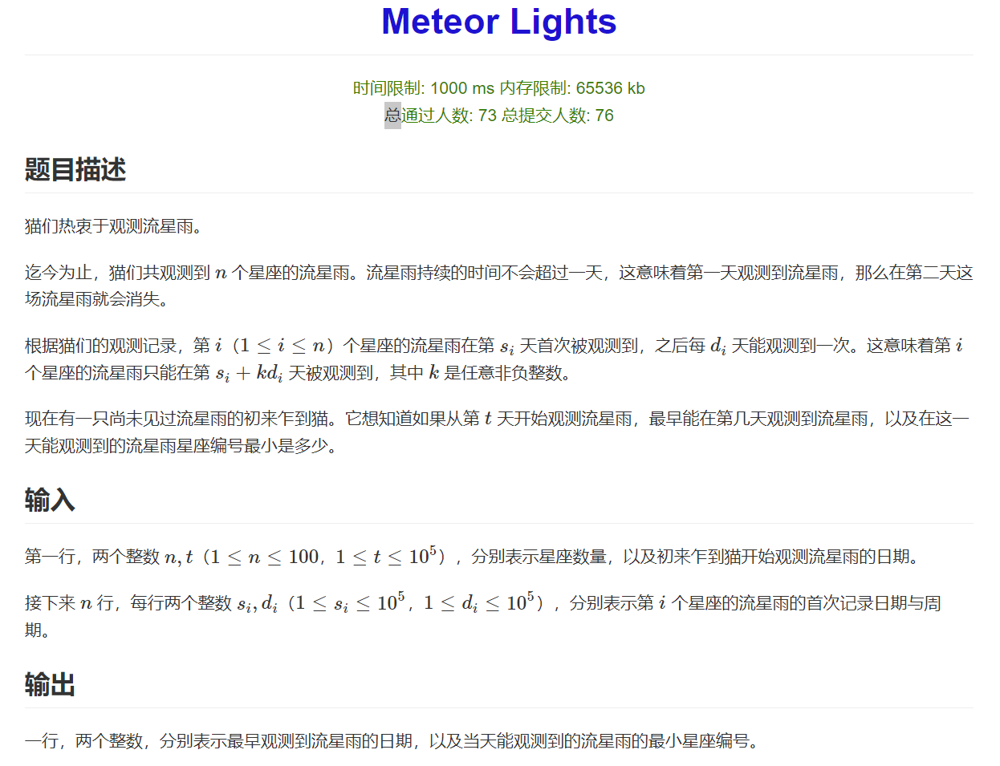 Meteor Lights
时间限制: 1000 ms 内存限制: 65536 kb
总通过人数: 73 总提交人数: 76
题目描述
猫们热衷于观测流星雨。
迄今为止，猫们共观测到 n 个星座的流星雨。流星雨持续的时间不会超过一天，这意味着第一天观测到流星雨，那么在第二天这
场流星雨就会消失。
根据猫们的观测记录，第 i（1 ≤ i ≤ n）个星座的流星雨在第 s_i 天首次被观测到，之后每 d_i 天能观测到一次。这意味着第 i
个星座的流星雨只能在第 s_i + kd_i 天被观测到，其中 k 是任意非负整数。
现在有一只尚未见过流星雨的初来乍到猫。它想知道如果从第 t 天开始观测流星雨，最早能在第几天观测到流星雨，以及在这一
天能观测到的流星雨星座编号最小是多少。
输入
第一行，两个整数 n, t（1 ≤ n ≤ 100，1 ≤ t ≤ 10^5），分别表示星座数量，以及初来乍到猫开始观测流星雨的日期。
接下来 n 行，每行两个整数 s_i, d_i（1 ≤ s_i ≤ 10^5，1 ≤ d_i ≤ 10^5），分别表示第 i 个星座的流星雨的首次记录日期与周
期。
输出
一行，两个整数，分别表示最早观测到流星雨的日期，以及当天能观测到的流星雨的最小星座编号。